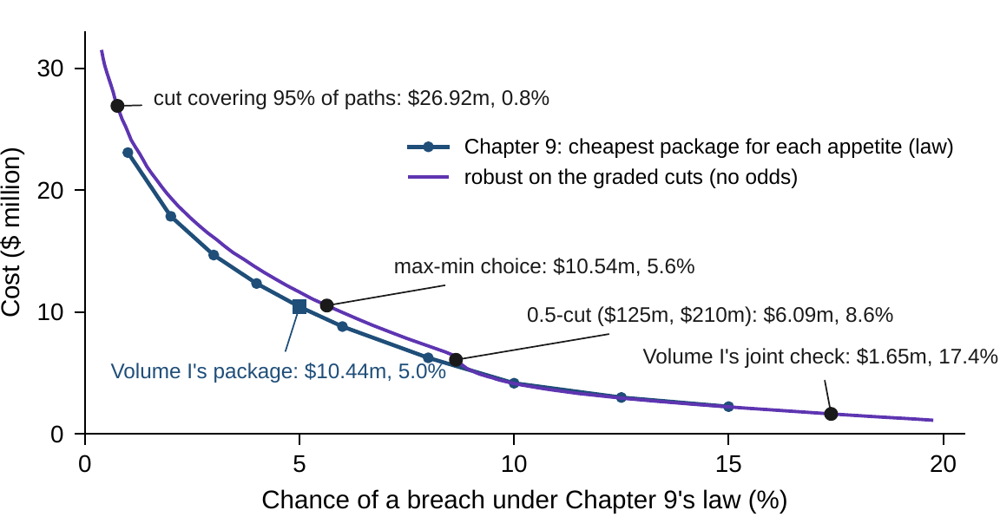 30
cut covering 95% of paths: $26.92m, 0.8%
Chapter 9: cheapest package for each appetite (law)
robust on the graded cuts (no odds)
20
Cost ($ million)
max-min choice: $10.54m, 5.6%
10
0.5-cut ($125m, $210m): $6.09m, 8.6%
Volume I's joint check: $1.65m, 17.4%
Volume I's package: $10.44m, 5.0%
0
0 5 10 15 20
Chance of a breach under Chapter 9's law (%)